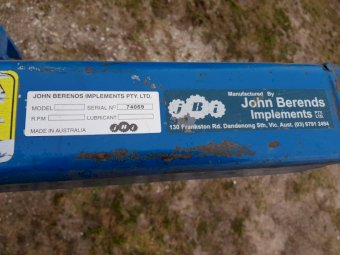 JOHN BERENDS IMPLEMENTS PTY. LTD.
MODEL SERIAL Nº 74059
R.P.M LUBRICANT
MADE IN AUSTRALIA jBi
jBi
Manufactured By
John Berends
Implements
130 Frankston Rd. Dandenong Sth, Vic. Aust. (03) 9791 2494